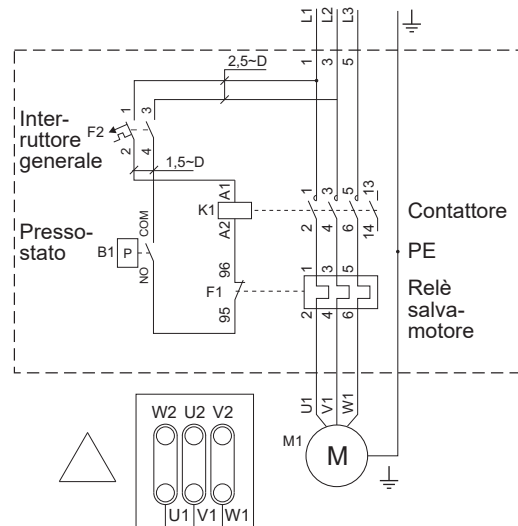 L1 L2 L3
1 3 5
2,5~D
Inter-
ruttore
generale
F2
1 3
2 4
1,5~D
A1
K1
A2
1 3 5 13
2 4 6 14
Contattore
Presso-
stato
B1
P
COM
NO
PE
96
F1
95
1 3 5
2 4 6
Relè
salva-
motore
U1 V1 W1
M1
M
W2 U2 V2
U1 V1 W1